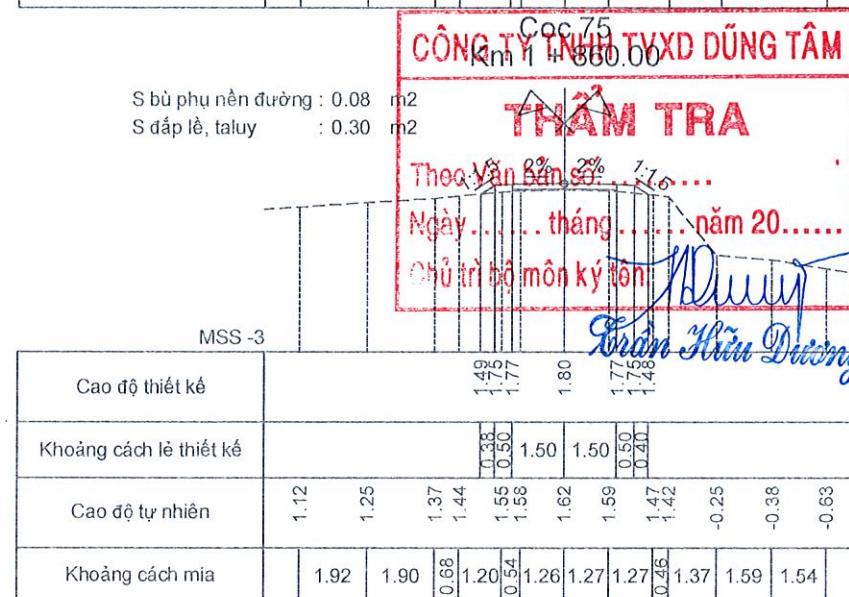 Cọc 75
Km 1 + 860.00
CÔNG TY TNHH TVXD DŨNG TÂM
THẨM TRA
Theo Văn bản số: ............
Ngày ........ tháng ........ năm 20......
Chủ trì bộ môn ký tên:
Trần Hữu Dương
S bù phụ nền đường : 0.08 m2
S đắp lề, taluy : 0.30 m2
1:1.5 2% 2% 1:1.5
MSS -3
Cao độ thiết kế 1.49 1.75 1.77 1.80 1.77 1.75 1.48
Khoảng cách lẻ thiết kế 0.38 0.50 1.50 1.50 0.50 0.40
Cao độ tự nhiên 1.12 1.25 1.37 1.44 1.55 1.58 1.62 1.59 1.47 1.42 -0.25 -0.38 -0.63
Khoảng cách mia 1.92 1.90 0.68 1.20 0.54 1.26 1.27 1.27 0.46 1.37 1.59 1.54